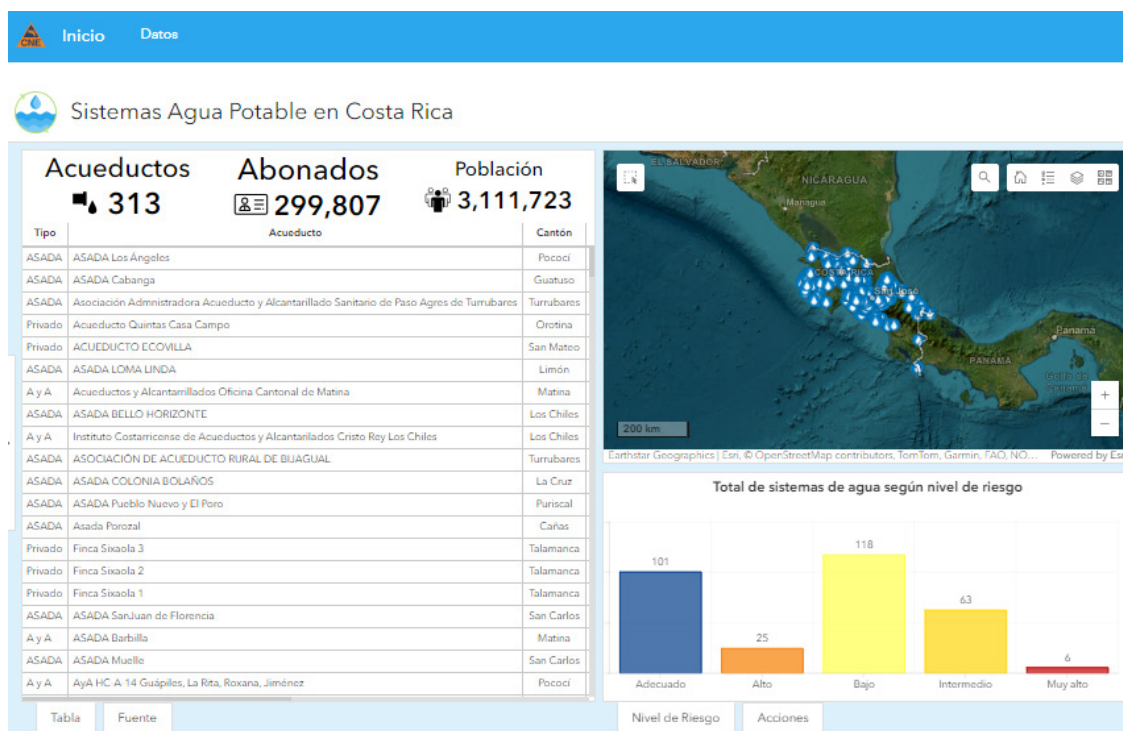 CNE Inicio Datos
Sistemas Agua Potable en Costa Rica
Acueductos Abonados Población
313 299,807 3,111,723
Tipo Acueducto Cantón
ASADA ASADA Los Ángeles Pococí
ASADA ASADA Cabanga Guatuso
ASADA Asociación Admnistradora Acueducto y Alcantarillado Sanitario de Paso Agres de Turrubares Turrubares
Privado Acueducto Quintas Casa Campo Orotina
Privado ACUEDUCTO ECOVILLA San Mateo
ASADA ASADA LOMA LINDA Limón
A y A Acueductos y Alcantarrillados Oficina Cantonal de Matina Matina
ASADA ASADA BELLO HORIZONTE Los Chiles
A y A Instituto Costarricense de Acueductos y Alcantarilados Cristo Rey Los Chiles Los Chiles
ASADA ASOCIACIÓN DE ACUEDUCTO RURAL DE BIJAGUAL Turrubares
ASADA ASADA COLONIA BOLAÑOS La Cruz
ASADA ASADA Pueblo Nuevo y El Poro Puriscal
ASADA Asada Porozal Cañas
Privado Finca Sixaola 3 Talamanca
Privado Finca Sixaola 2 Talamanca
Privado Finca Sixaola 1 Talamanca
ASADA ASADA SanJuan de Florencia San Carlos
A y A ASADA Barbilla Matina
ASADA ASADA Muelle San Carlos
A y A AyA HC-A-14 Guápiles, La Rita, Roxana, Jiménez Pococí
Tabla Fuente
EL SALVADOR
NICARAGUA
Managua
COSTA RICA
San José
Panamá
PANAMÁ
Golfo de
Panamá
+
−
200 km
Earthstar Geographics | Esri, © OpenStreetMap contributors, TomTom, Garmin, FAO, NO... Powered by Esri
Total de sistemas de agua según nivel de riesgo
101 25 118 63 6
Adecuado Alto Bajo Intermedio Muy alto
Nivel de Riesgo Acciones